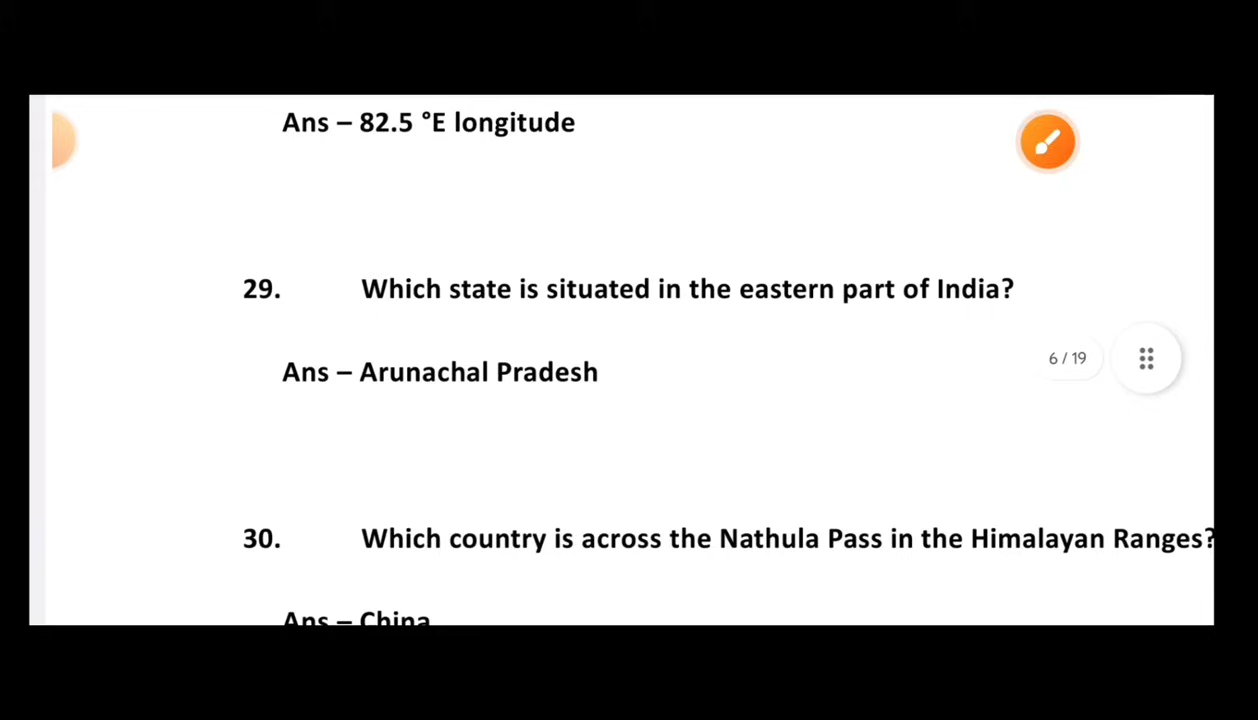 Ans – 82.5 °E longitude
29. Which state is situated in the eastern part of India?
6 / 19
Ans – Arunachal Pradesh
30. Which country is across the Nathula Pass in the Himalayan Ranges?
Ans – China